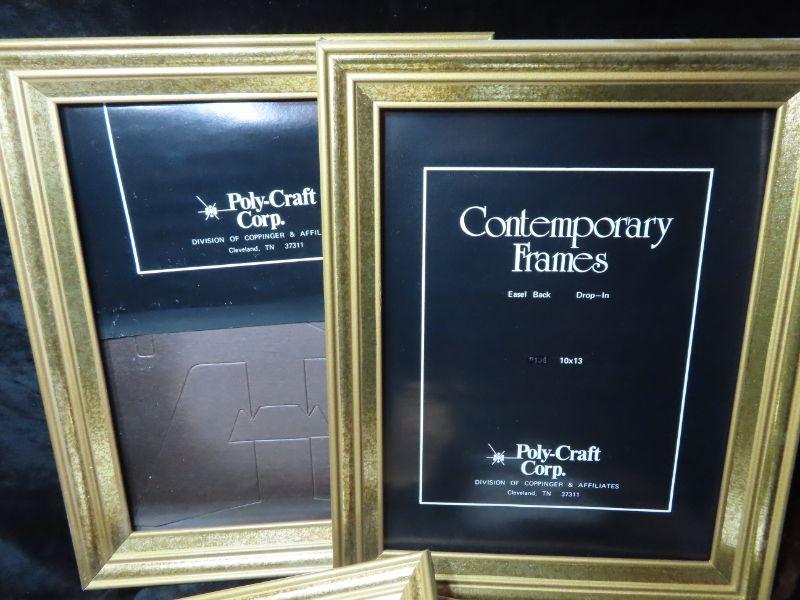 Poly-Craft
Corp.
DIVISION OF COPPINGER & AFFIL
Cleveland, TN 37311
Contemporary
Frames
Easel Back Drop-In
10x13
Poly-Craft
Corp.
DIVISION OF COPPINGER & AFFILIATES
Cleveland, TN 37311